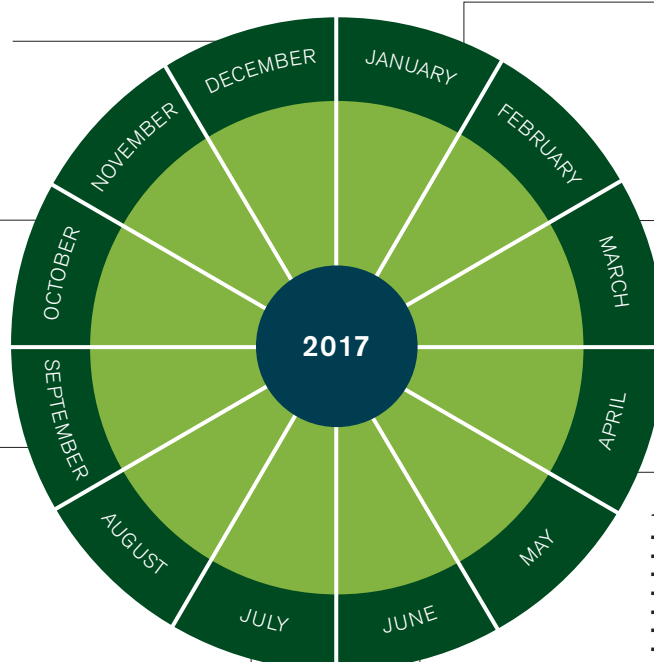 JANUARY
FEBRUARY
MARCH
APRIL
MAY
JUNE
JULY
AUGUST
SEPTEMBER
OCTOBER
NOVEMBER
DECEMBER
2017